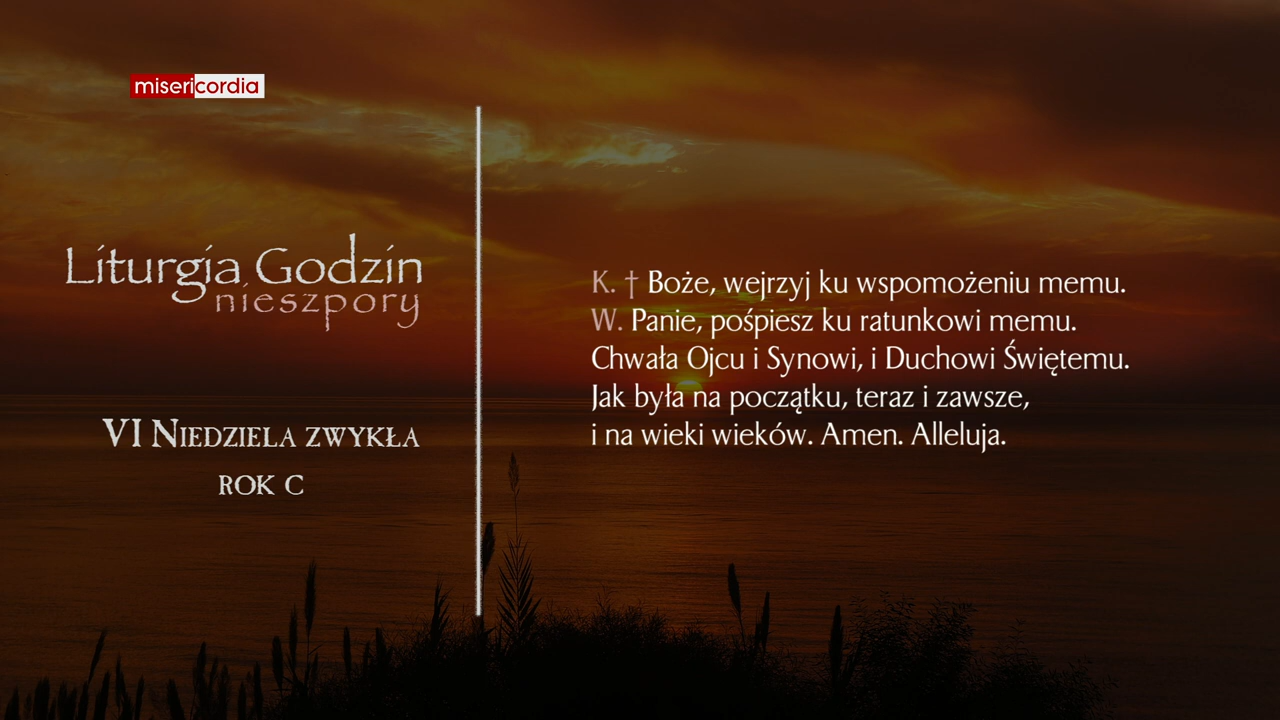 misericordia
Liturgia Godzin
nieszpory
VI Niedziela zwykła
rok C
K. † Boże, wejrzyj ku wspomożeniu memu.
W. Panie, pośpiesz ku ratunkowi memu.
Chwała Ojcu i Synowi, i Duchowi Świętemu.
Jak była na początku, teraz i zawsze,
i na wieki wieków. Amen. Alleluja.